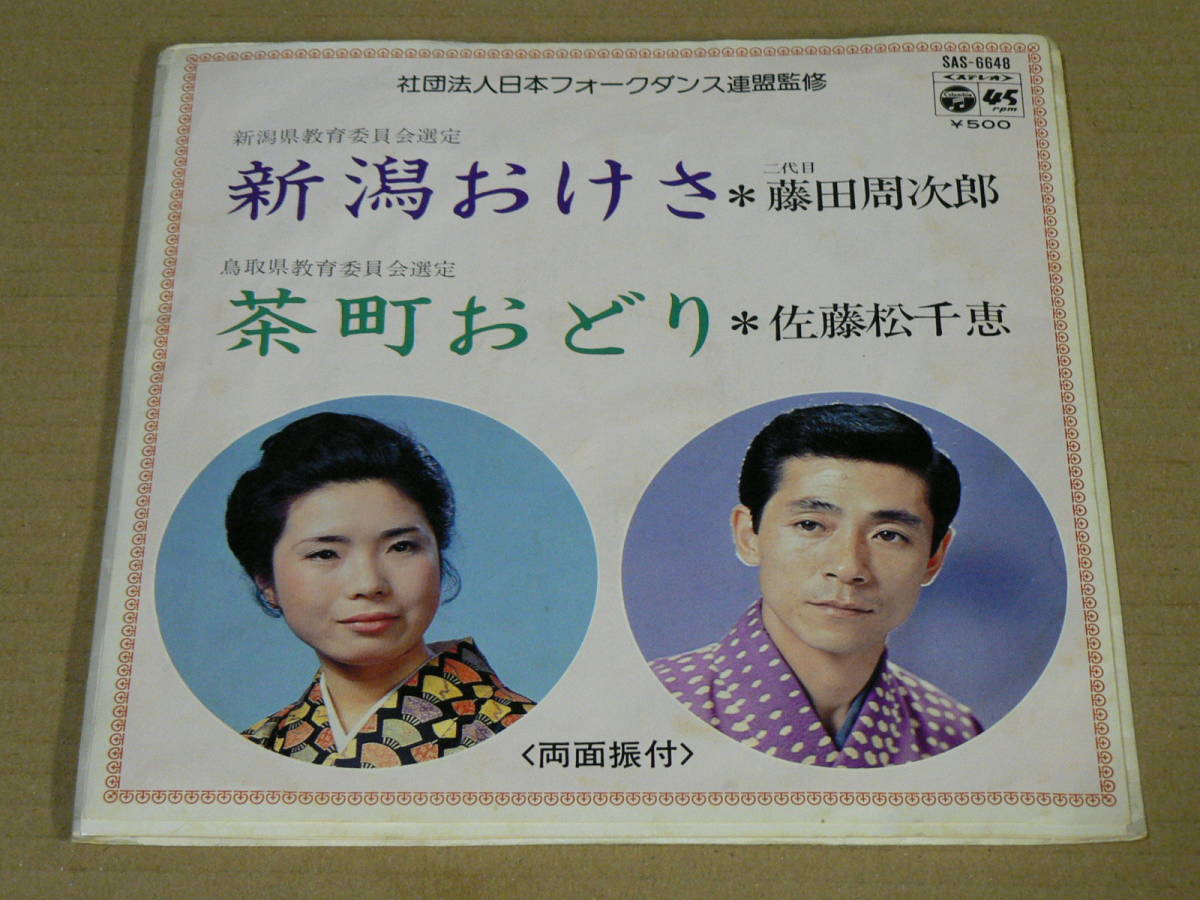 SAS-6648
<ステレオ>
Columbia
45
rpm
¥500
社団法人日本フォークダンス連盟監修
新潟県教育委員会選定
新潟おけさ*二代目 藤田周次郎
鳥取県教育委員会選定
茶町おどり*佐藤松千恵
<両面振付>